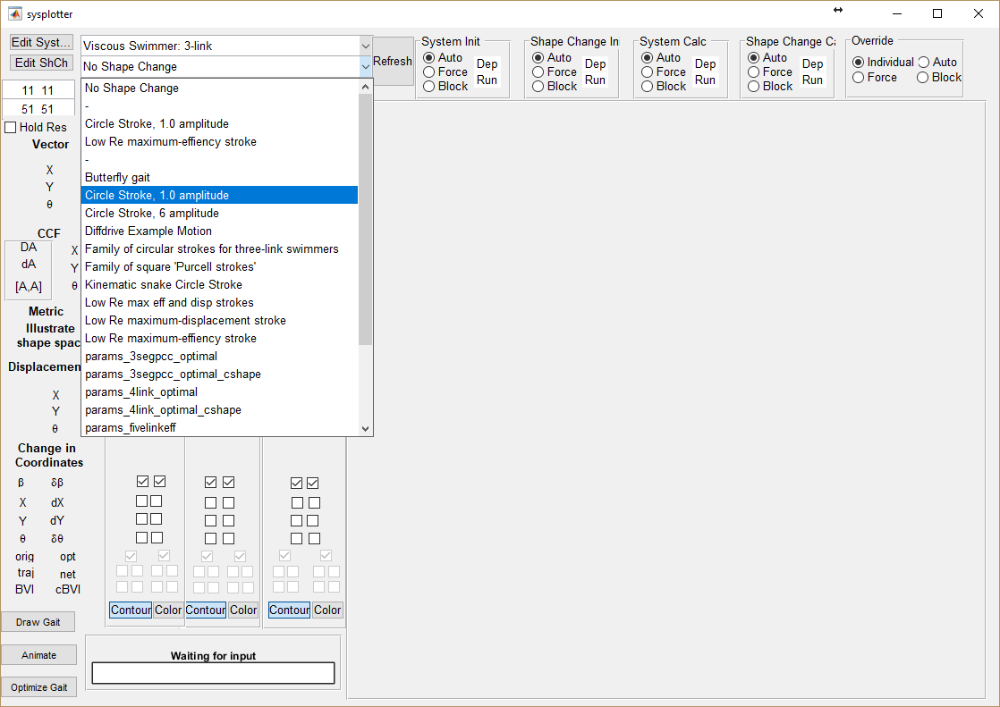 sysplotter
Edit Syst...
Viscous Swimmer: 3-link
Edit ShCh
No Shape Change
Refresh
System Init
Auto
Force
Block
Dep
Run
Shape Change In
Auto
Force
Block
Dep
Run
System Calc
Auto
Force
Block
Dep
Run
Shape Change Ca
Auto
Force
Block
Dep
Run
Override
Individual
Auto
Force
Block
11 11
51 51
Hold Res
Vector
X
Y
θ
CCF
DA
dA
[A,A]
X
Y
θ
Metric
Illustrate
shape spac
Displacemen
X
Y
θ
No Shape Change
-
Circle Stroke, 1.0 amplitude
Low Re maximum-effiency stroke
-
Butterfly gait
Circle Stroke, 1.0 amplitude
Circle Stroke, 6 amplitude
Diffdrive Example Motion
Family of circular strokes for three-link swimmers
Family of square 'Purcell strokes'
Kinematic snake Circle Stroke
Low Re max eff and disp strokes
Low Re maximum-displacement stroke
Low Re maximum-effiency stroke
params_3segpcc_optimal
params_3segpcc_optimal_cshape
params_4link_optimal
params_4link_optimal_cshape
params_fivelinkeff
Change in
Coordinates
β δβ
X dX
Y dY
θ δθ
orig opt
traj net
BVI cBVI
Contour Color
Contour Color
Contour Color
Draw Gait
Animate
Optimize Gait
Waiting for input